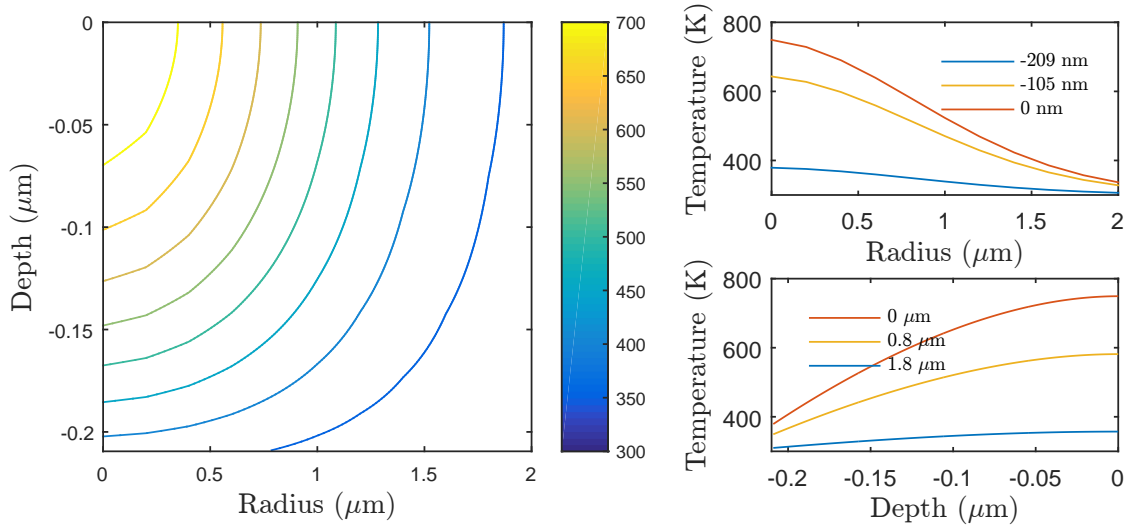 0
-0.05
-0.1
-0.15
-0.2
Depth (μm)
0
0.5
1
1.5
2
Radius (μm)
700
650
600
550
500
450
400
350
300
800
600
400
Temperature (K)
-209 nm
-105 nm
0 nm
0
0.5
1
1.5
2
Radius (μm)
800
600
400
Temperature (K)
0 μm
0.8 μm
1.8 μm
-0.2
-0.15
-0.1
-0.05
0
Depth (μm)